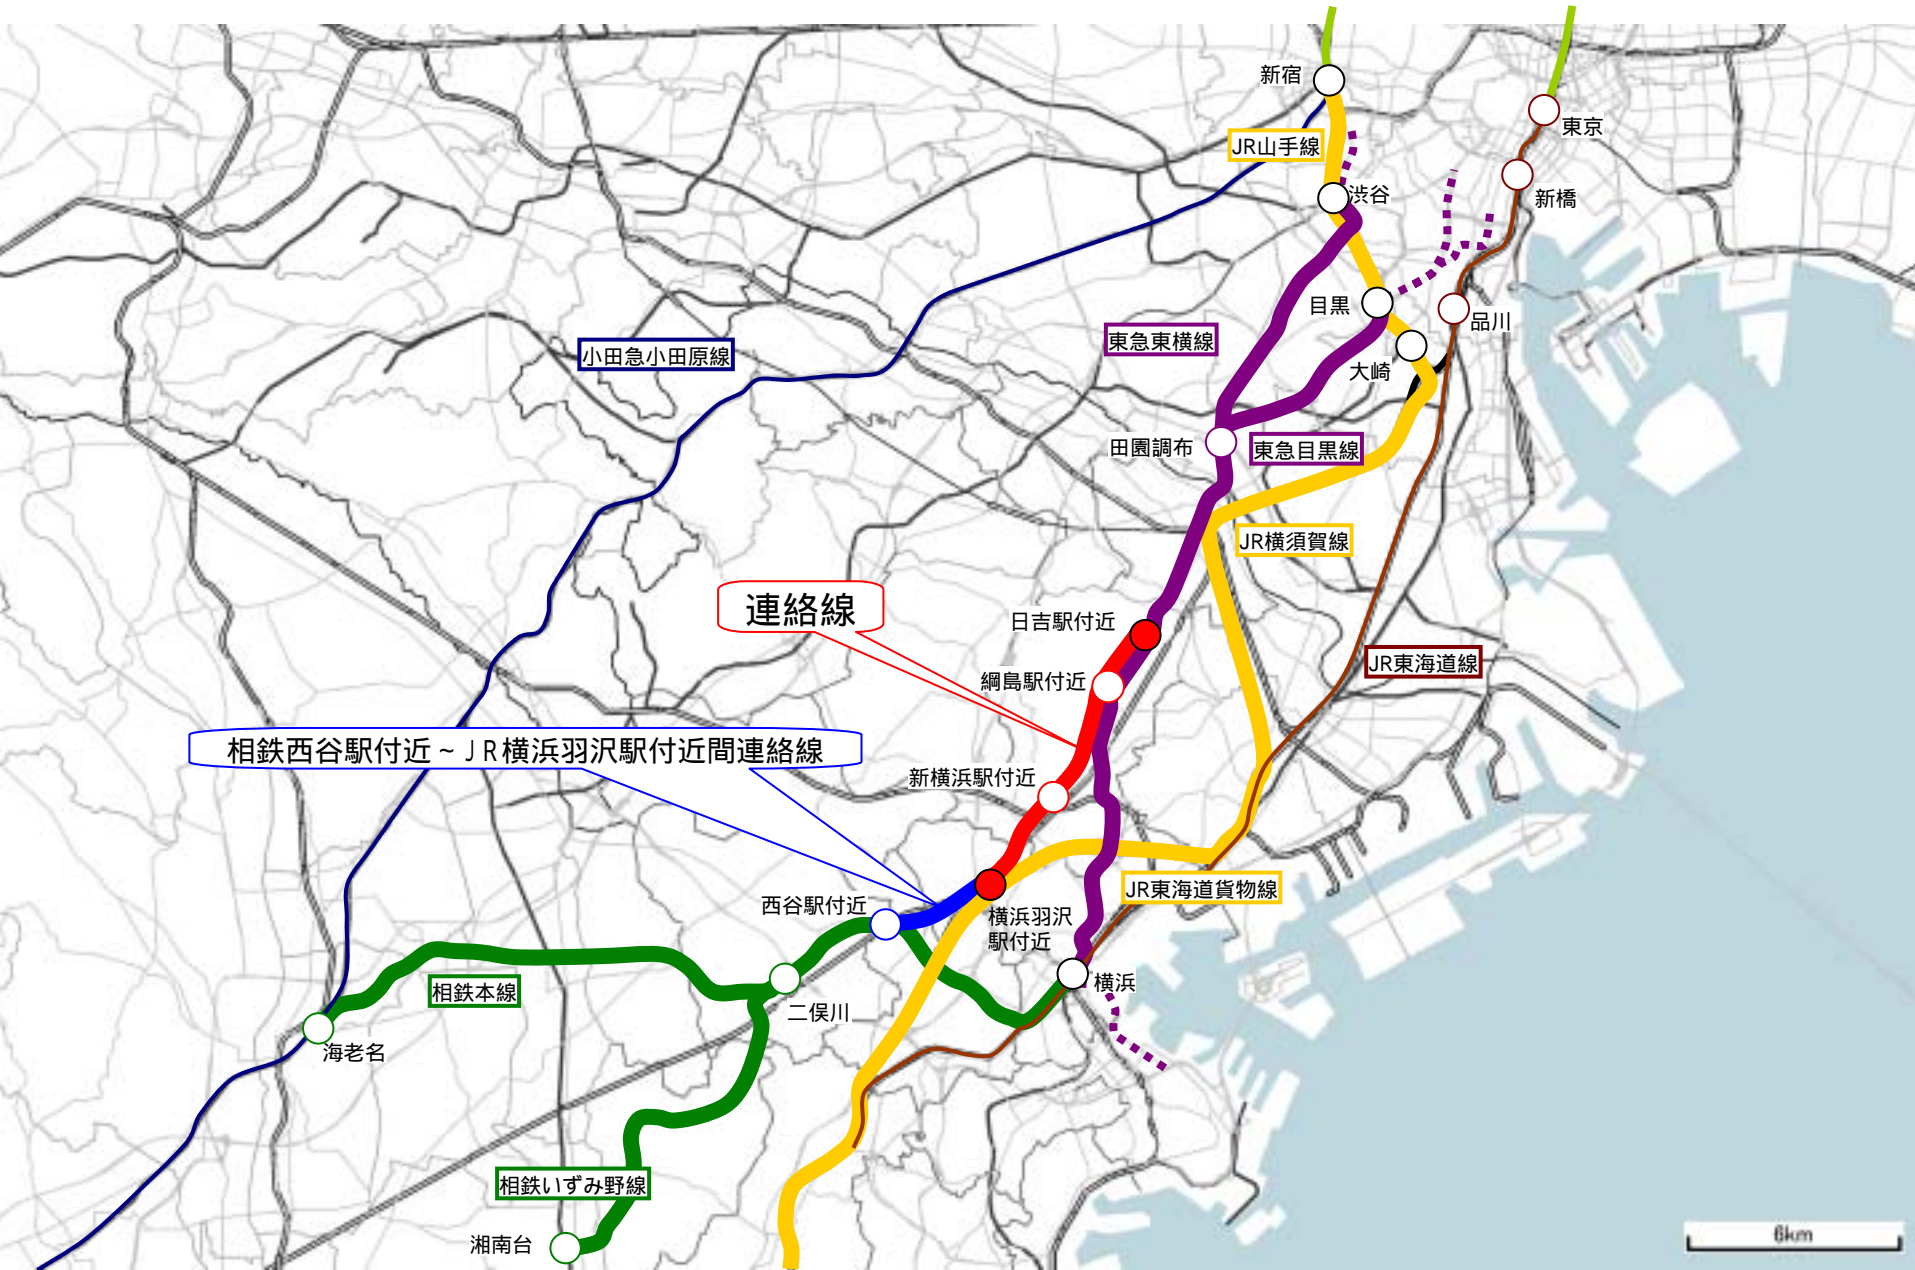 新宿
東京
JR山手線
渋谷
新橋
目黒
品川
東急東横線
小田急小田原線
大崎
田園調布
東急目黒線
JR横須賀線
連絡線
日吉駅付近
JR東海道線
綱島駅付近
相鉄西谷駅付近～ＪＲ横浜羽沢駅付近間連絡線
新横浜駅付近
JR東海道貨物線
西谷駅付近
横浜羽沢
駅付近
横浜
相鉄本線
二俣川
海老名
相鉄いずみ野線
湘南台
6km